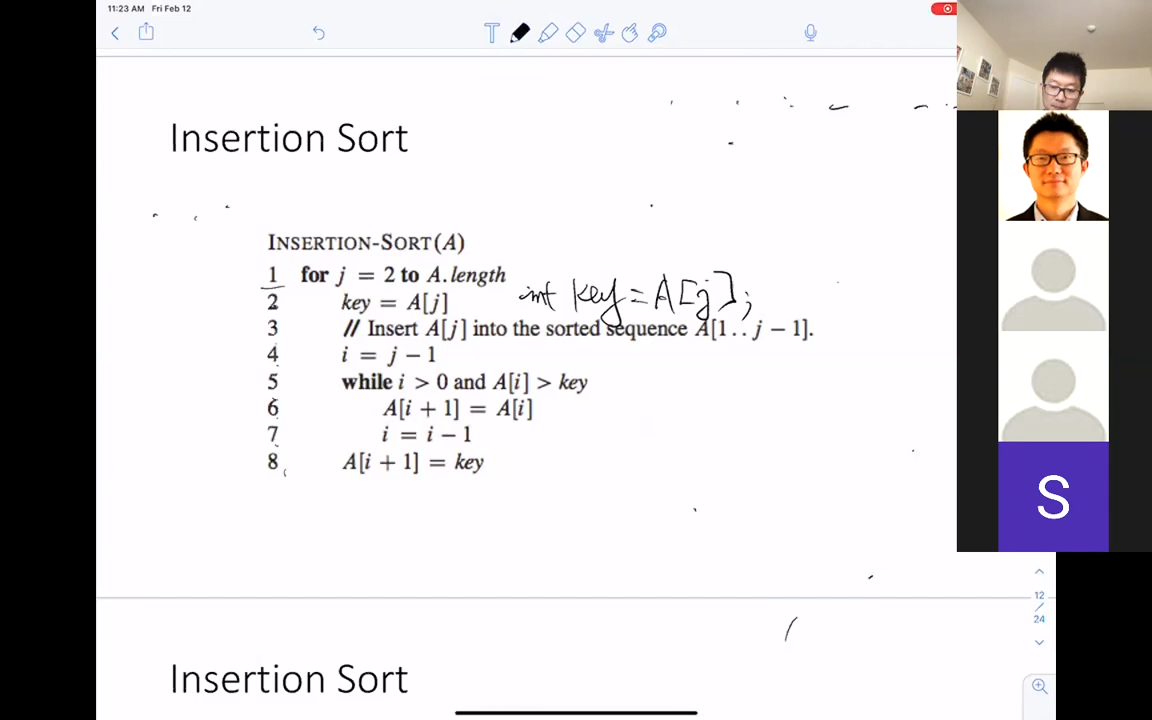 11:23 AM Fri Feb 12
T
Insertion Sort
INSERTION-SORT(A)
1 for j = 2 to A.length
2 key = A[j] int key = A[j];
3 // Insert A[j] into the sorted sequence A[1 . . j − 1].
4 i = j − 1
5 while i > 0 and A[i] > key
6 A[i + 1] = A[i]
7 i = i − 1
8 A[i + 1] = key
S
12
/
24
Insertion Sort